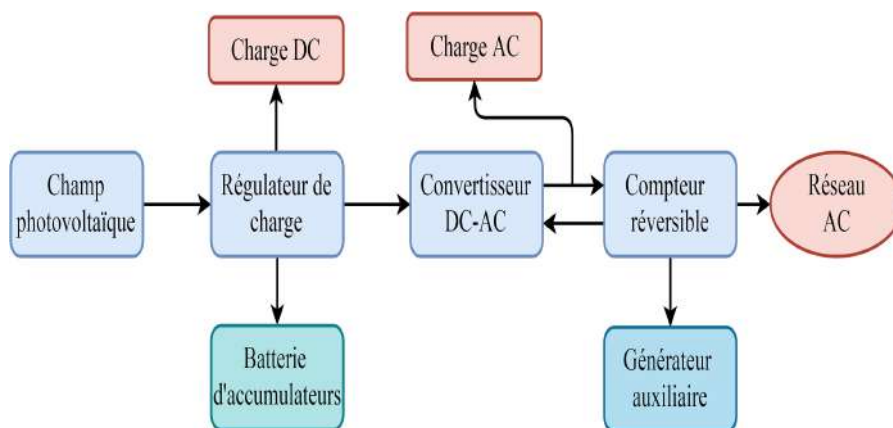 Charge DC
Charge AC
Champ
photovoltaïque
Régulateur de
charge
Convertisseur
DC-AC
Compteur
réversible
Réseau
AC
Batterie
d'accumulateurs
Générateur
auxiliaire